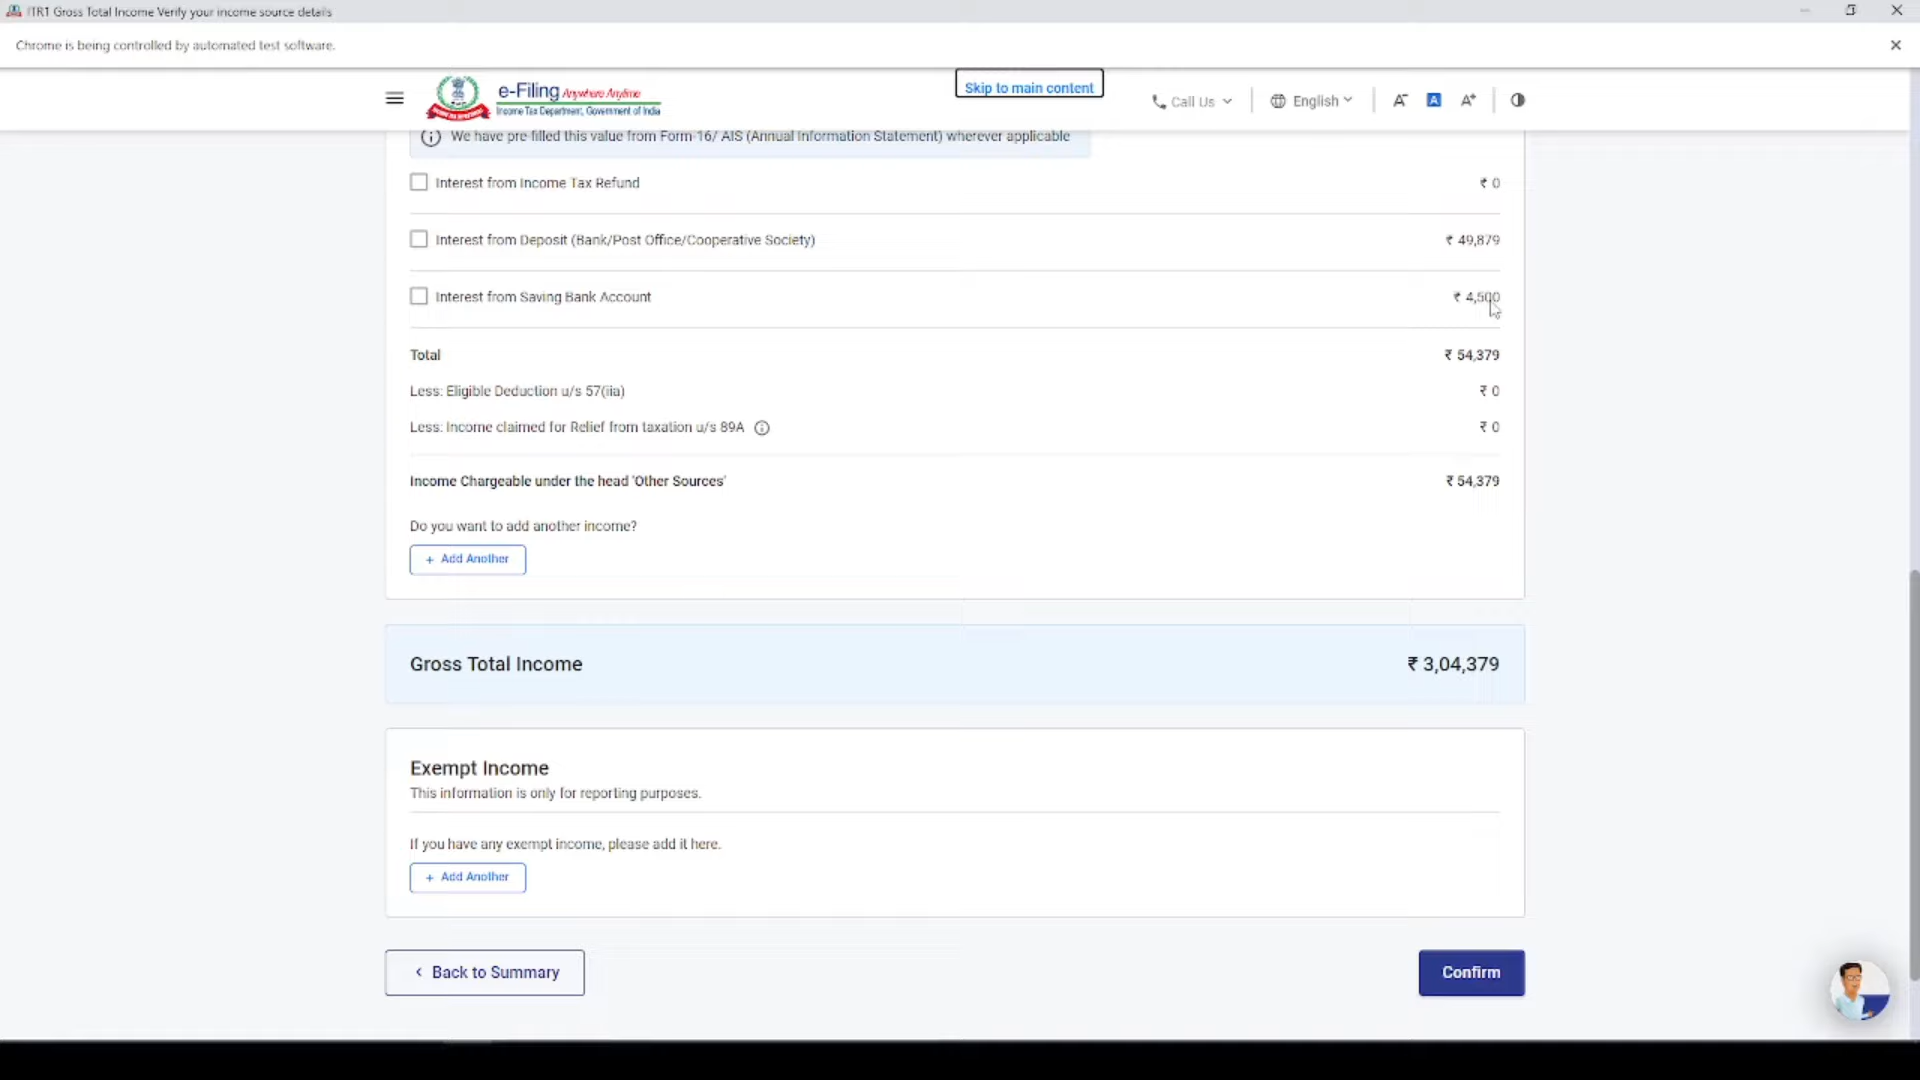 ITR1 Gross Total Income Verify your income source details
Chrome is being controlled by automated test software.
e-Filing Anywhere Anytime
Income Tax Department, Government of India
Skip to main content
Call Us
English
A-
A
A+
We have pre-filled this value from Form-16/ AIS (Annual Information Statement) wherever applicable
Interest from Income Tax Refund ₹ 0
Interest from Deposit (Bank/Post Office/Cooperative Society) ₹ 49,879
Interest from Saving Bank Account ₹ 4,500
Total ₹ 54,379
Less: Eligible Deduction u/s 57(iia) ₹ 0
Less: Income claimed for Relief from taxation u/s 89A ₹ 0
Income Chargeable under the head 'Other Sources' ₹ 54,379
Do you want to add another income?
+ Add Another
Gross Total Income ₹ 3,04,379
Exempt Income
This information is only for reporting purposes.
If you have any exempt income, please add it here.
+ Add Another
< Back to Summary
Confirm